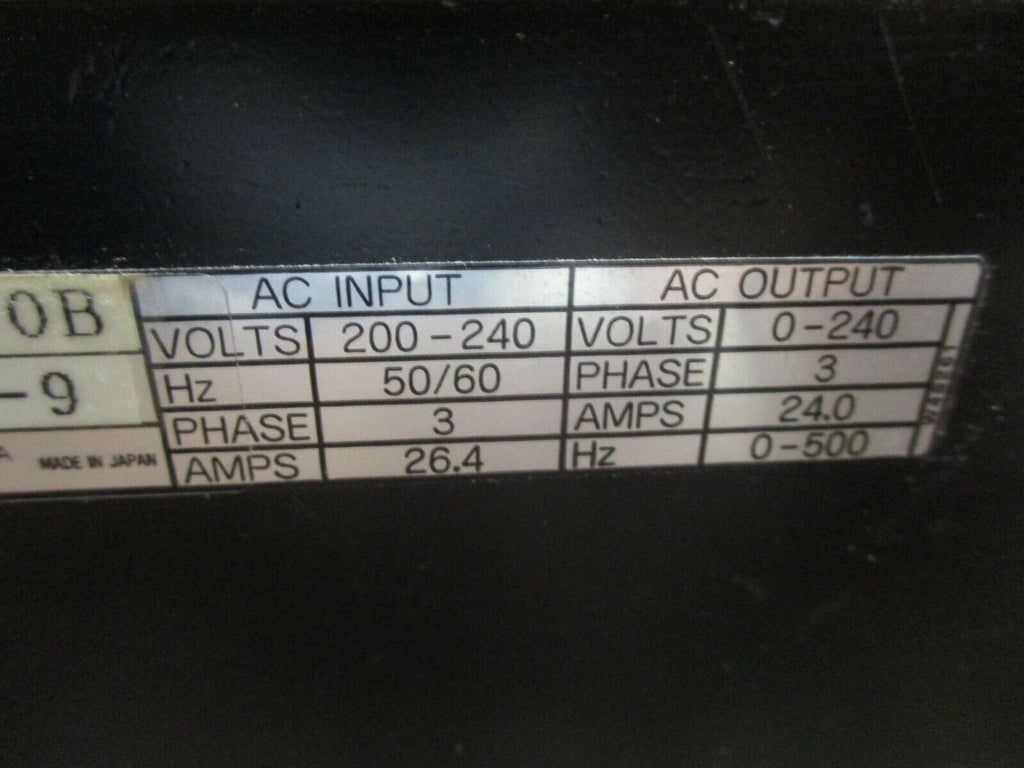 0B
-9
MADE IN JAPAN
AC INPUT
VOLTS 200-240
Hz 50/60
PHASE 3
AMPS 26.4
AC OUTPUT
VOLTS 0-240
PHASE 3
AMPS 24.0
Hz 0-500